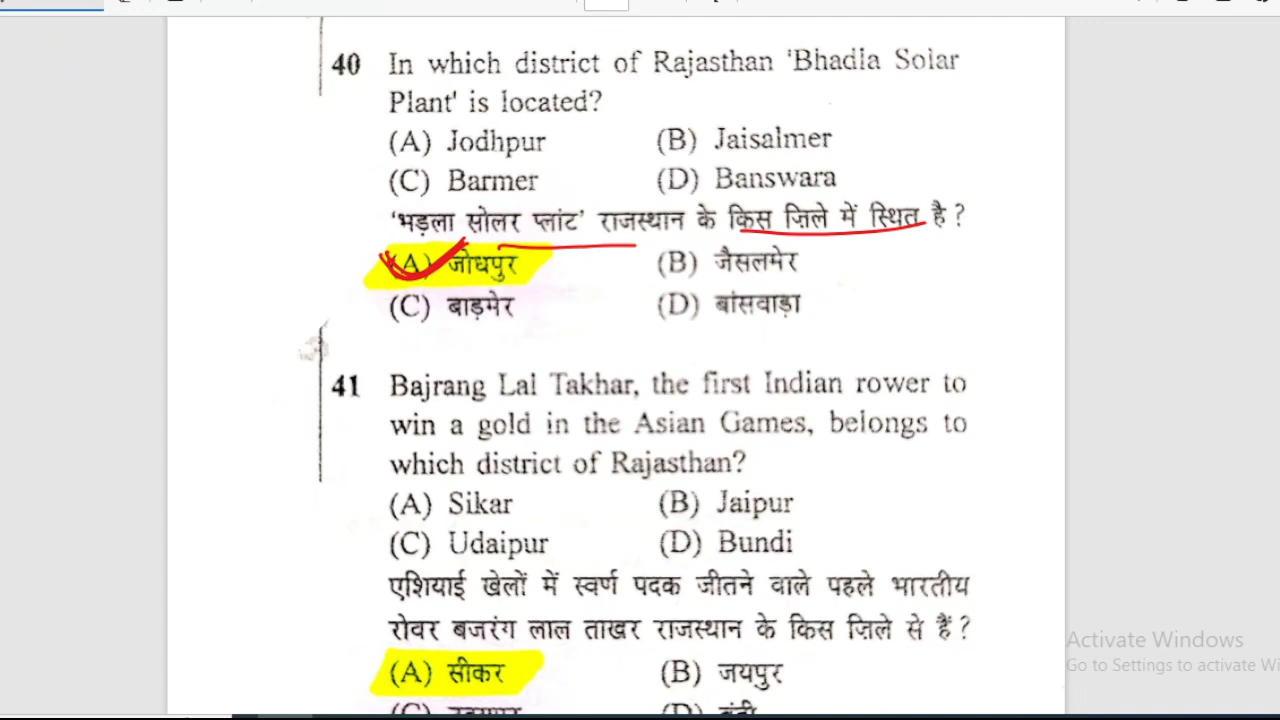 40 In which district of Rajasthan 'Bhadla Solar
Plant' is located?
(A) Jodhpur (B) Jaisalmer
(C) Barmer (D) Banswara
'भड़ला सोलर प्लांट' राजस्थान के किस ज़िले में स्थित है ?
(A) जोधपुर (B) जैसलमेर
(C) बाड़मेर (D) बांसवाड़ा
41 Bajrang Lal Takhar, the first Indian rower to
win a gold in the Asian Games, belongs to
which district of Rajasthan?
(A) Sikar (B) Jaipur
(C) Udaipur (D) Bundi
एशियाई खेलों में स्वर्ण पदक जीतने वाले पहले भारतीय
रोवर बजरंग लाल ताखर राजस्थान के किस ज़िले से हैं ?
Activate Windows
Go to Settings to activate Wi
(A) सीकर (B) जयपुर
(C) (D)